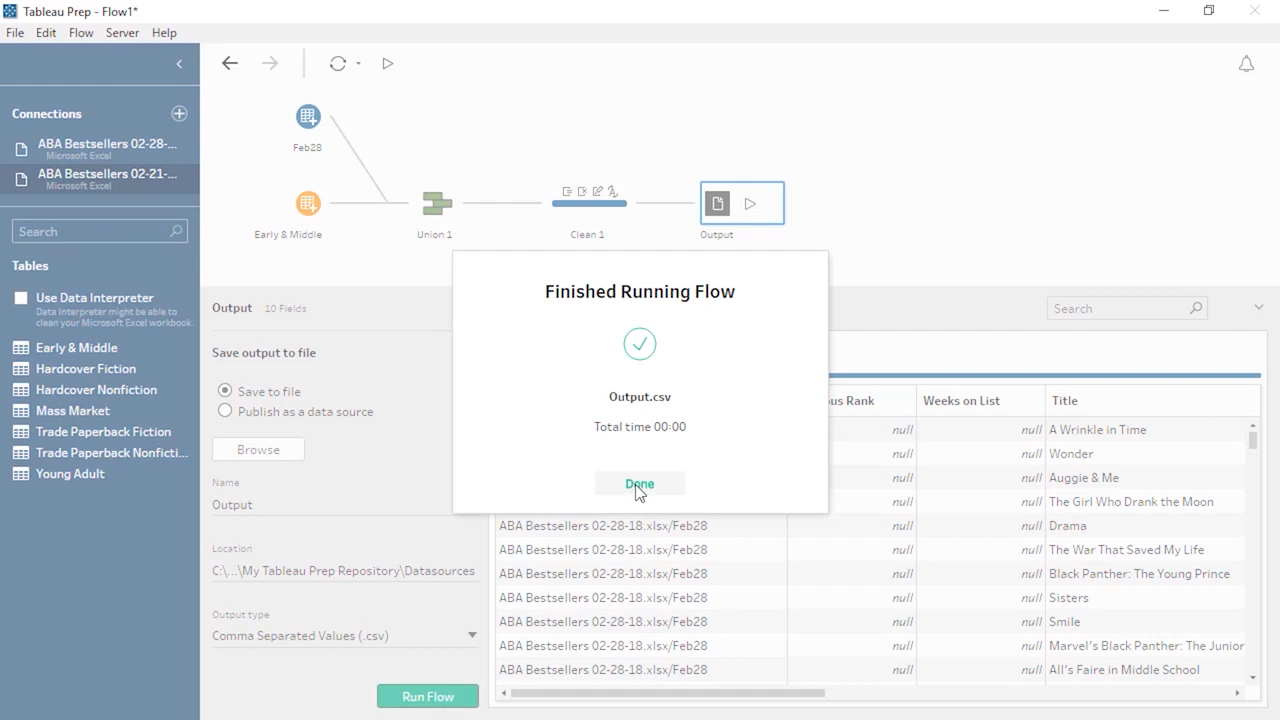 Tableau Prep - Flow1*
File Edit Flow Server Help
Connections
ABA Bestsellers 02-28-...
Microsoft Excel
ABA Bestsellers 02-21-...
Microsoft Excel
Search
Tables
Use Data Interpreter
Data Interpreter might be able to
clean your Microsoft Excel workbook.
Early & Middle
Hardcover Fiction
Hardcover Nonfiction
Mass Market
Trade Paperback Fiction
Trade Paperback Nonficti...
Young Adult
Feb28
Early & Middle
Union 1
Clean 1
Output
Finished Running Flow
Output.csv
Total time 00:00
Done
Output 10 Fields
Search
Save output to file
Save to file
Publish as a data source
Browse
Name
Output
Location
C:\...\My Tableau Prep Repository\Datasources
Output type
Comma Separated Values (.csv)
Run Flow
Rank Weeks on List Title
null null A Wrinkle in Time
null null Wonder
null null Auggie & Me
null null The Girl Who Drank the Moon
ABA Bestsellers 02-28-18.xlsx/Feb28 null null Drama
ABA Bestsellers 02-28-18.xlsx/Feb28 null null The War That Saved My Life
ABA Bestsellers 02-28-18.xlsx/Feb28 null null Black Panther: The Young Prince
ABA Bestsellers 02-28-18.xlsx/Feb28 null null Sisters
ABA Bestsellers 02-28-18.xlsx/Feb28 null null Smile
ABA Bestsellers 02-28-18.xlsx/Feb28 null null Marvel's Black Panther: The Junior
ABA Bestsellers 02-28-18.xlsx/Feb28 null null All's Faire in Middle School